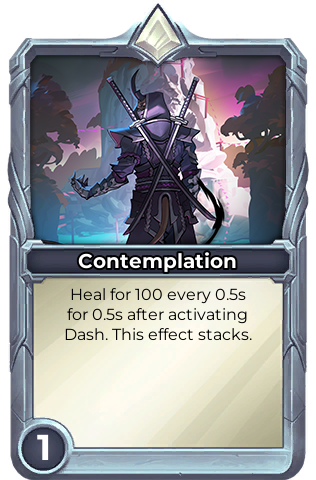 Contemplation
Heal for 100 every 0.5s
for 0.5s after activating
Dash. This effect stacks.
1